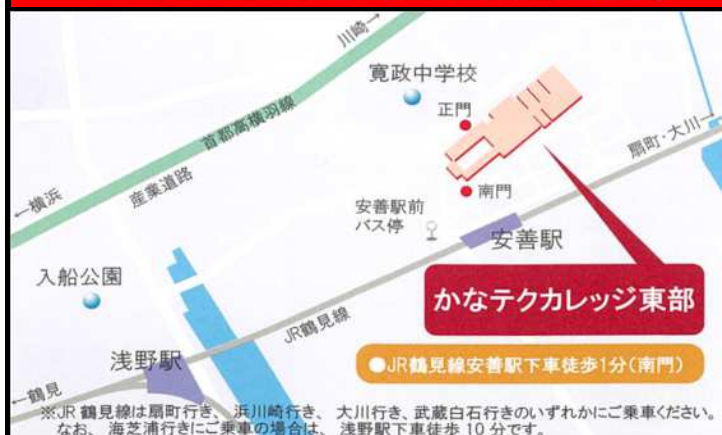 川崎→
寛政中学校
正門
首都高横羽線
扇町・大川→
←横浜
産業道路
南門
安善駅前
バス停
安善駅
入船公園
かなテクカレッジ東部
JR鶴見線
浅野駅
●JR鶴見線安善駅下車徒歩1分(南門)
←鶴見
※JR 鶴見線は扇町行き、 浜川崎行き、 大川行き、武蔵白石行きのいずれかにご乗車ください。
なお、 海芝浦行きにご乗車の場合は、 浅野駅下車徒歩 10 分です。